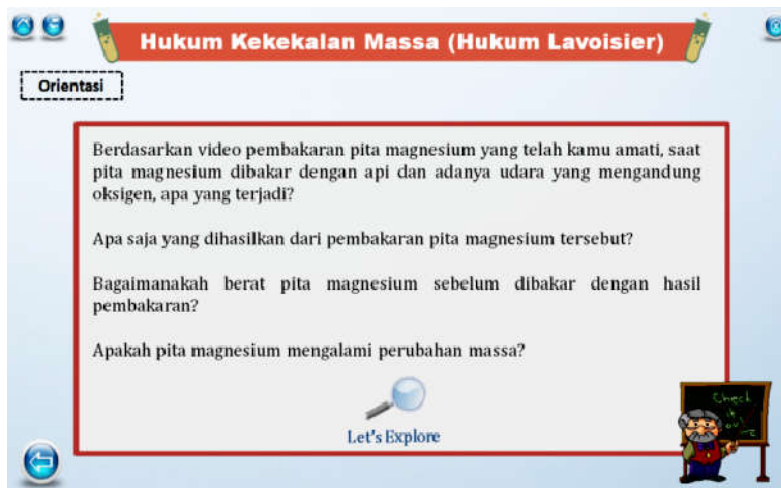 Hukum Kekekalan Massa (Hukum Lavoisier)
Orientasi
Berdasarkan video pembakaran pita magnesium yang telah kamu amati, saat
pita magnesium dibakar dengan api dan adanya udara yang mengandung
oksigen, apa yang terjadi?
Apa saja yang dihasilkan dari pembakaran pita magnesium tersebut?
Bagaimanakah berat pita magnesium sebelum dibakar dengan hasil
pembakaran?
Apakah pita magnesium mengalami perubahan massa?
Let's Explore
Check